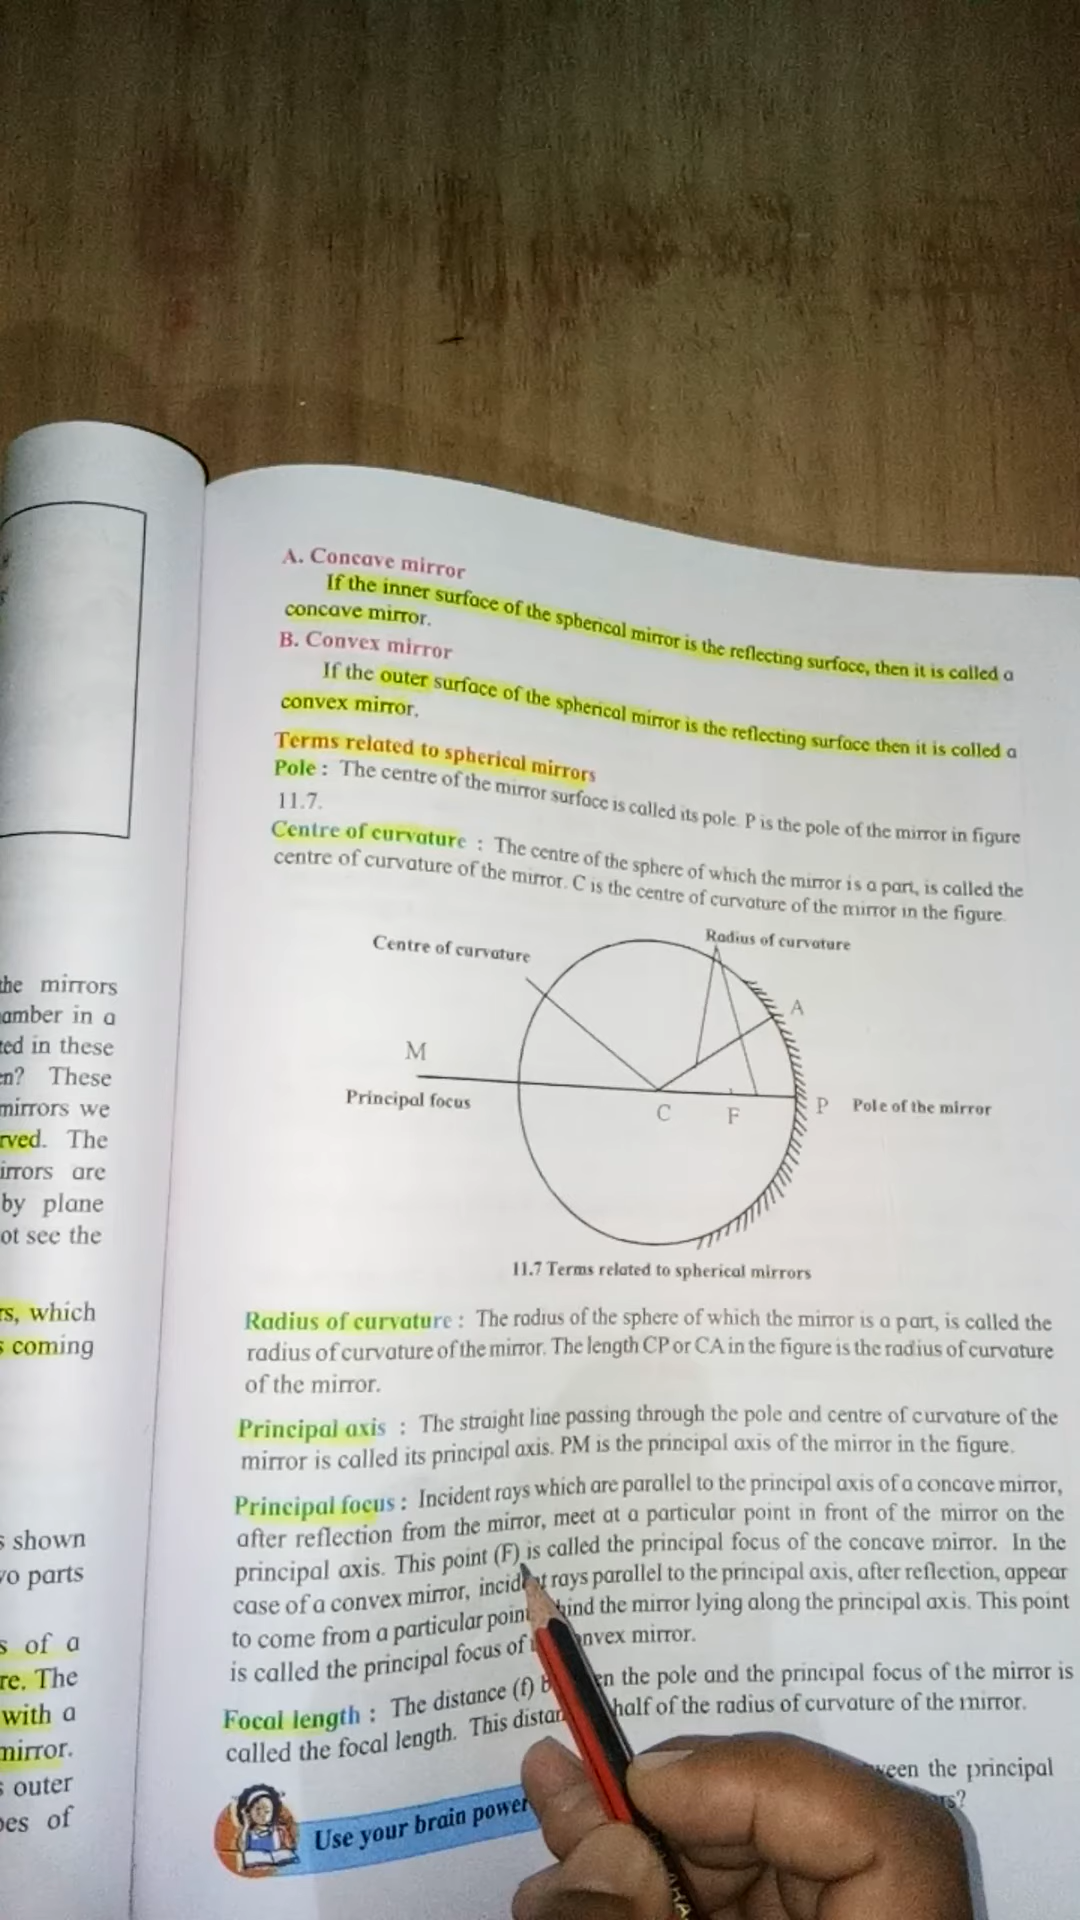 A. Concave mirror
If the inner surface of the spherical mirror is the reflecting surface, then it is called a
concave mirror.
B. Convex mirror
If the outer surface of the spherical mirror is the reflecting surface then it is called a
convex mirror.
Terms related to spherical mirrors
Pole : The centre of the mirror surface is called its pole. P is the pole of the mirror in figure
11.7.
Centre of curvature : The centre of the sphere of which the mirror is a part, is called the
centre of curvature of the mirror. C is the centre of curvature of the mirror in the figure.
Radius of curvature
Centre of curvature
A
M
Principal focus
C
F
P
Pole of the mirror
11.7 Terms related to spherical mirrors
Radius of curvature : The radius of the sphere of which the mirror is a part, is called the
radius of curvature of the mirror. The length CP or CA in the figure is the radius of curvature
of the mirror.
Principal axis : The straight line passing through the pole and centre of curvature of the
mirror is called its principal axis. PM is the principal axis of the mirror in the figure.
Principal focus : Incident rays which are parallel to the principal axis of a concave mirror,
after reflection from the mirror, meet at a particular point in front of the mirror on the
principal axis. This point (F) is called the principal focus of the concave mirror. In the
case of a convex mirror, incident rays parallel to the principal axis, after reflection, appear
to come from a particular point the mirror lying along the principal axis. This point
is called the principal focus of mirror.
Focal length : The distance (f) the pole and the principal focus of the mirror is
called the focal length. This half of the radius of curvature of the mirror.
the principal
Use your brain power
the mirrors
in a
in these
These
mirrors we
The
are
by plane
see the
which
coming
shown
parts
of a
The
with a
mirror.
outer
of